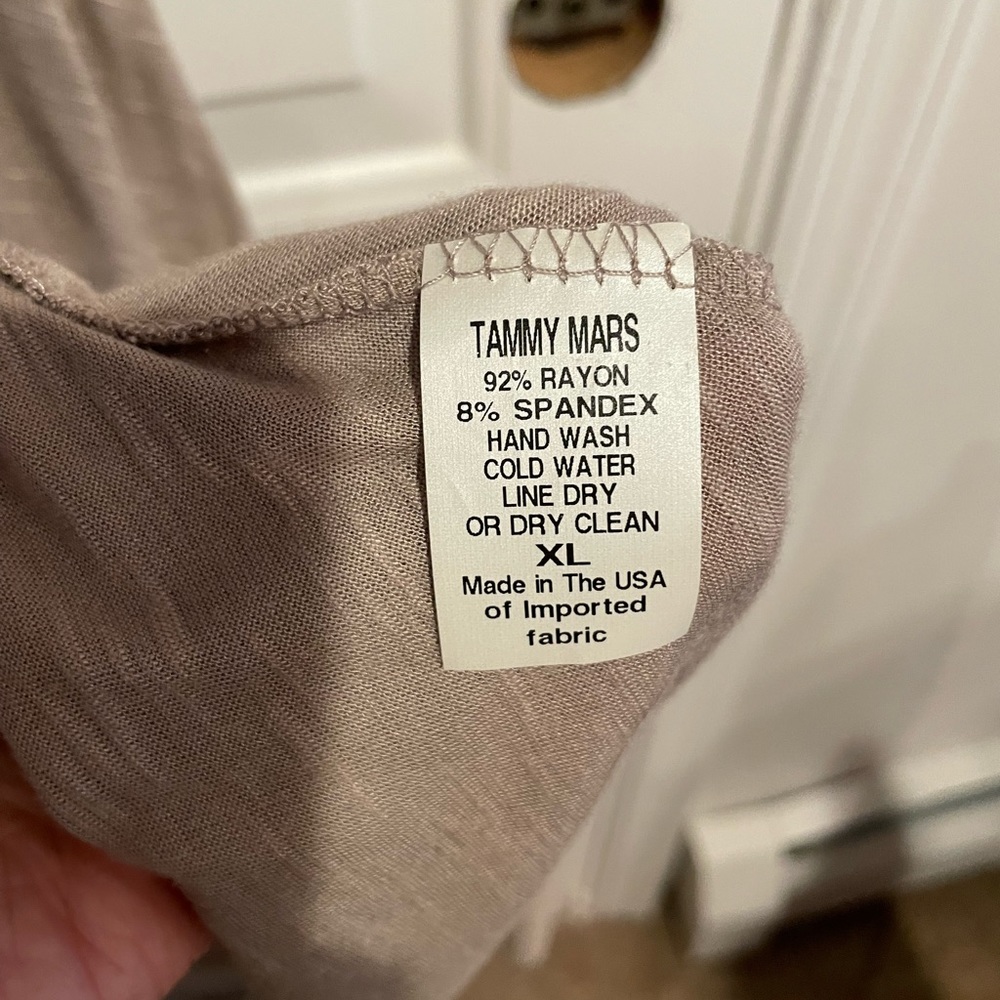 TAMMY MARS
92% RAYON
8% SPANDEX
HAND WASH
COLD WATER
LINE DRY
OR DRY CLEAN
XL
Made in The USA
of Imported
fabric